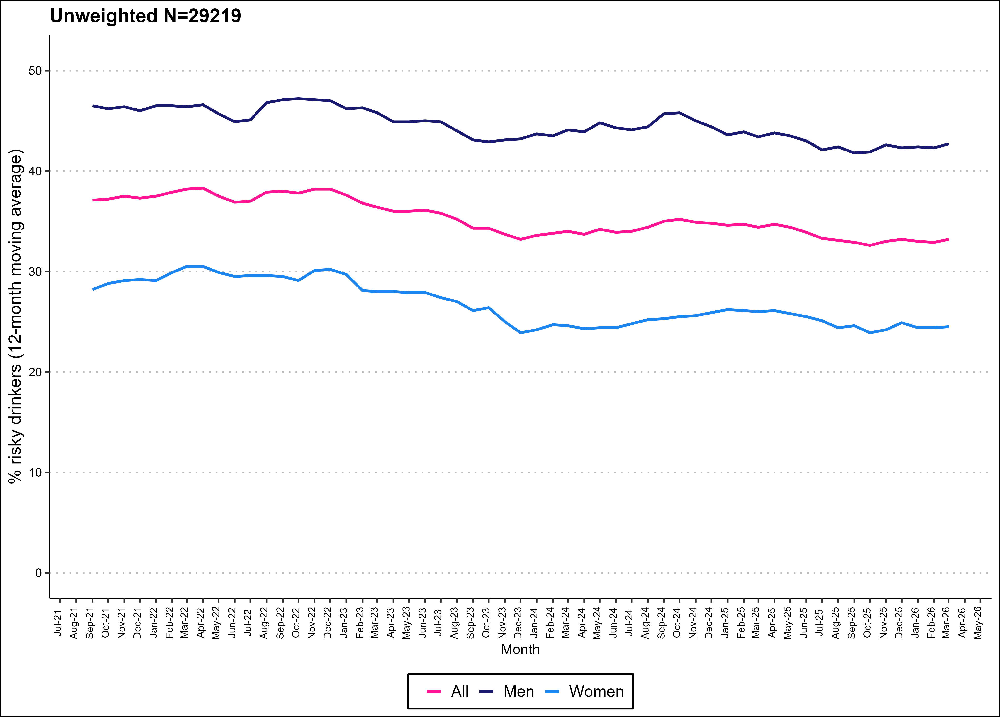 Unweighted N=29219
% risky drinkers (12-month moving average)
50
40
30
20
10
0
Jul-21
Aug-21
Sep-21
Oct-21
Nov-21
Dec-21
Jan-22
Feb-22
Mar-22
Apr-22
May-22
Jun-22
Jul-22
Aug-22
Sep-22
Oct-22
Nov-22
Dec-22
Jan-23
Feb-23
Mar-23
Apr-23
May-23
Jun-23
Jul-23
Aug-23
Sep-23
Oct-23
Nov-23
Dec-23
Jan-24
Feb-24
Mar-24
Apr-24
May-24
Jun-24
Jul-24
Aug-24
Sep-24
Oct-24
Nov-24
Dec-24
Jan-25
Feb-25
Mar-25
Apr-25
May-25
Jun-25
Jul-25
Aug-25
Sep-25
Oct-25
Nov-25
Dec-25
Jan-26
Feb-26
Mar-26
Apr-26
May-26
Month
All Men Women